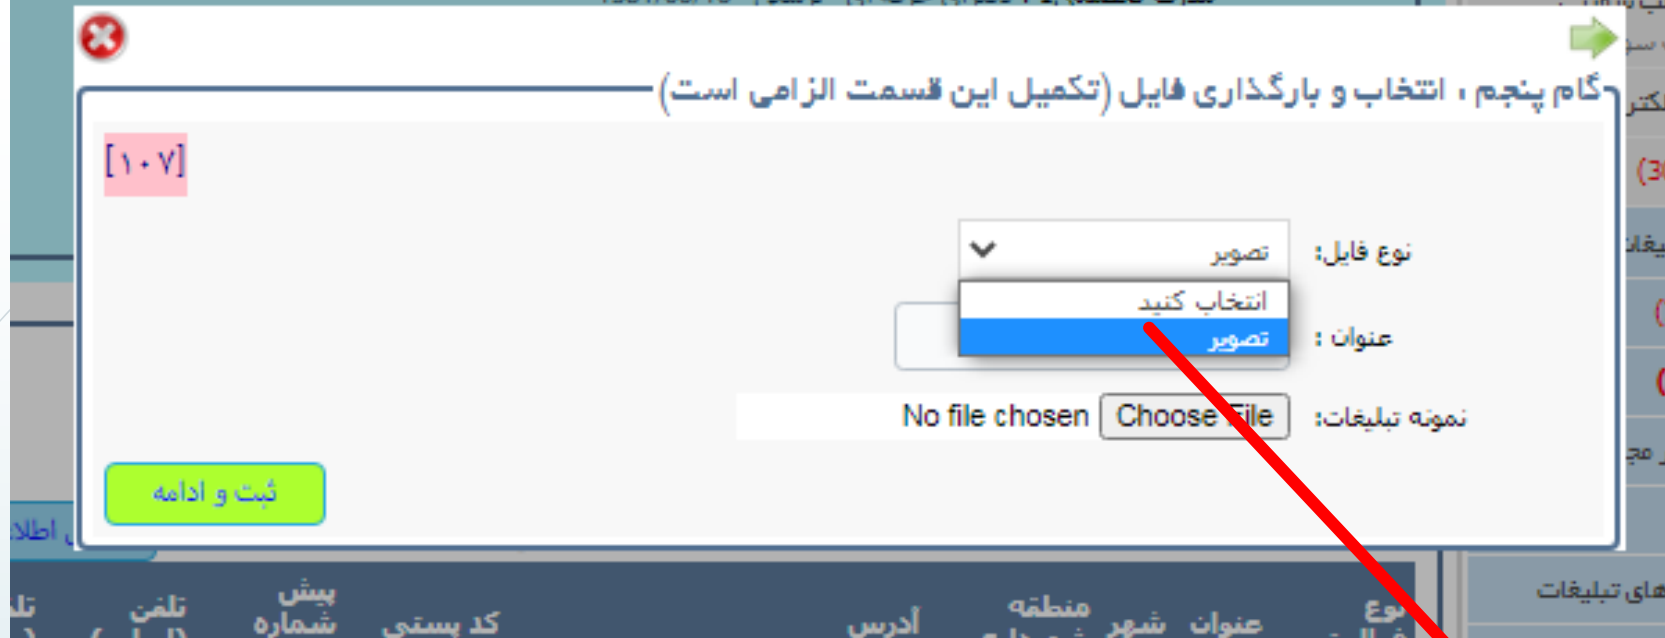 گام پنجم ، انتخاب و بارگذاری فایل (تکمیل این قسمت الزامی است)
[۱۰۷]
نوع فایل: تصویر
انتخاب کنید
تصویر
عنوان :
نمونه تبلیغات: Choose File No file chosen
ثبت و ادامه
های تبلیغات
نوع
عنوان
شهر
منطقه
آدرس
کد پستی
پیش شماره
تلفن